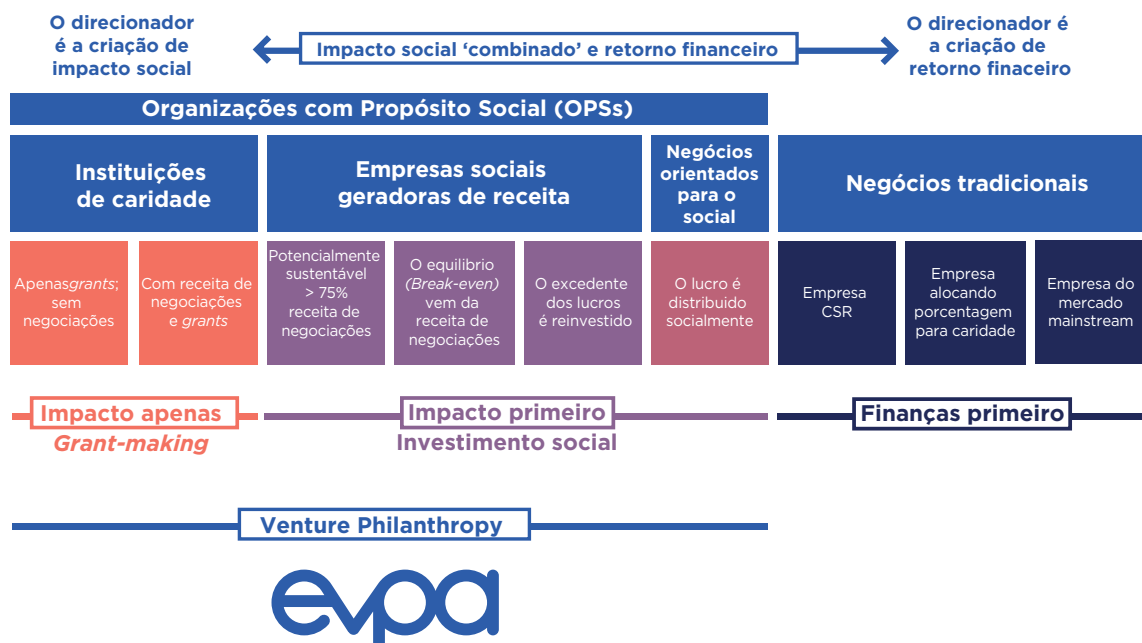 O direcionador
é a criação de
impacto social
Impacto social ‘combinado’ e retorno financeiro
O direcionador é
a criação de
retorno finaceiro
Organizações com Propósito Social (OPSs)
Instituições
de caridade
Empresas sociais
geradoras de receita
Negócios
orientados
para o
social
Negócios tradicionais
Apenasgrants;
sem
negociações
Com receita de
negociações
e grants
Potencialmente
sustentável
> 75%
receita de
negociações
O equilibrio
(Break-even)
vem da
receita de
negociações
O excedente
dos lucros
é reinvestido
O lucro é
distribuido
socialmente
Empresa
CSR
Empresa
alocando
porcentagem
para caridade
Empresa do
mercado
mainstream
Impacto apenas
Grant-making
Impacto primeiro
Investimento social
Finanças primeiro
Venture Philanthropy
evpa